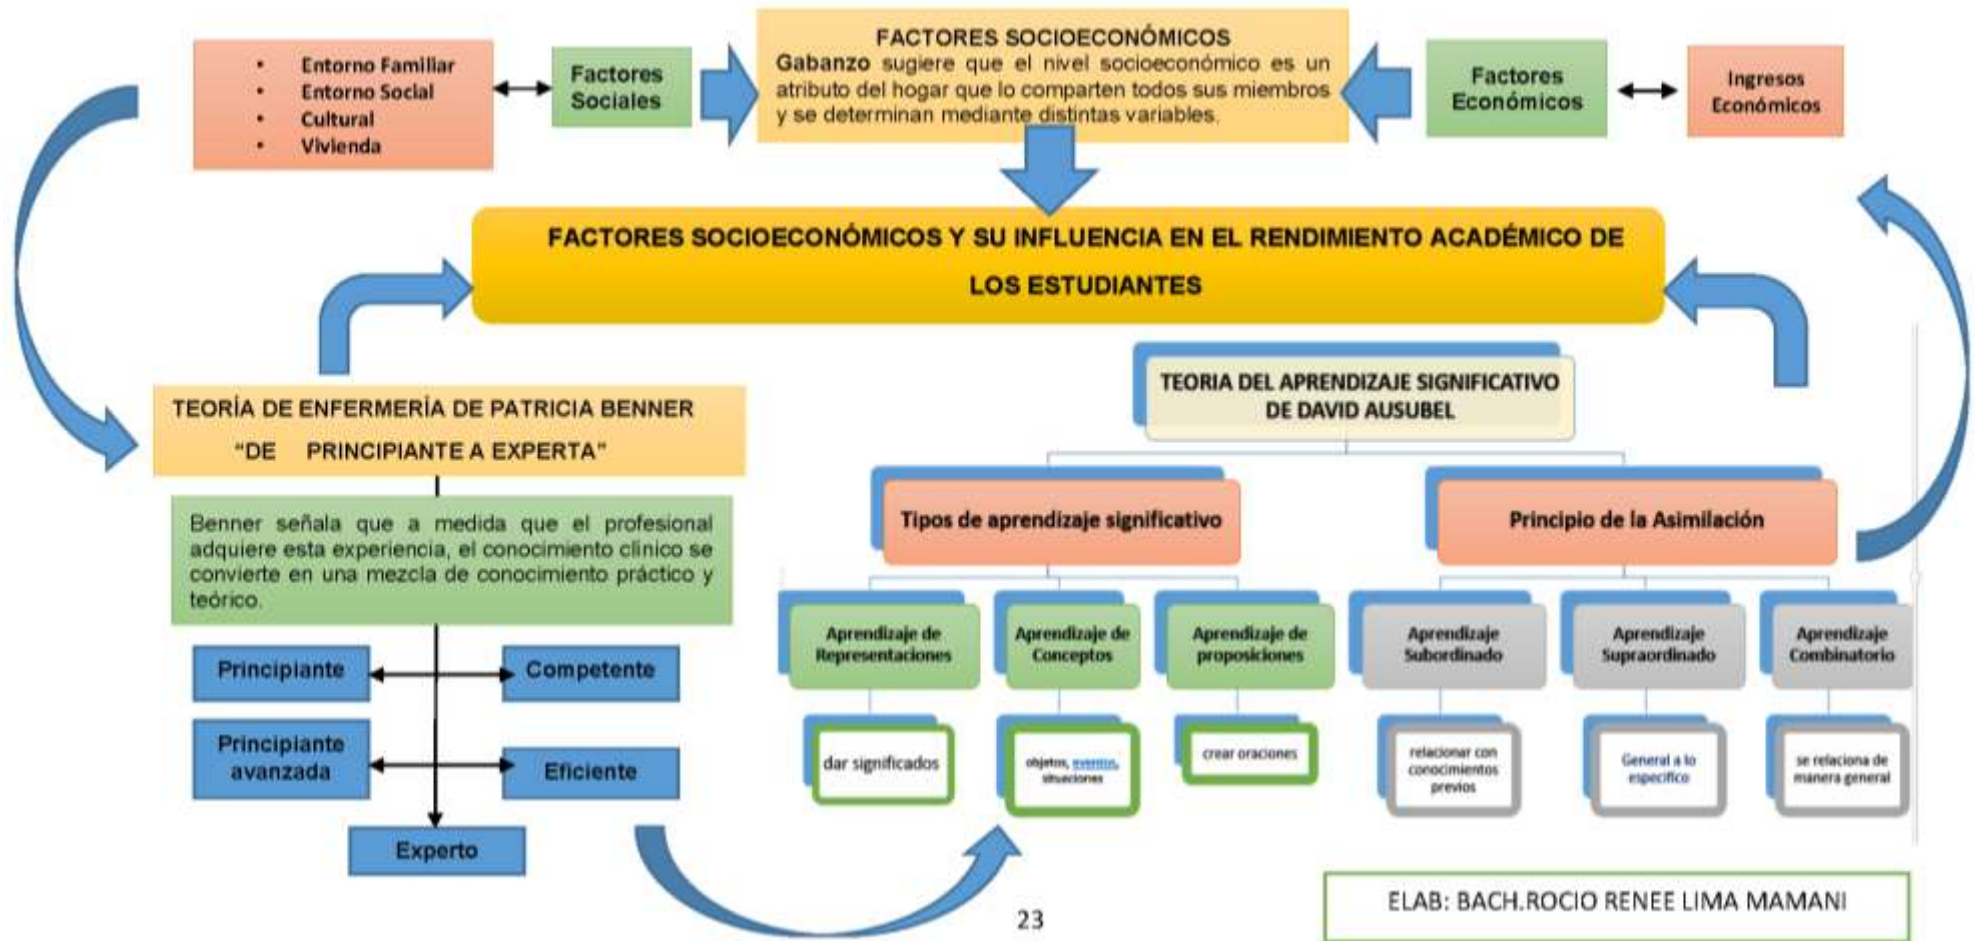 • Entorno Familiar
• Entorno Social
• Cultural
• Vivienda
Factores
Sociales
FACTORES SOCIOECONÓMICOS
Gabanzo sugiere que el nivel socioeconómico es un
atributo del hogar que lo comparten todos sus miembros
y se determinan mediante distintas variables.
Factores
Económicos
Ingresos
Económicos
FACTORES SOCIOECONÓMICOS Y SU INFLUENCIA EN EL RENDIMIENTO ACADÉMICO DE
LOS ESTUDIANTES
TEORÍA DE ENFERMERÍA DE PATRICIA BENNER
“DE PRINCIPIANTE A EXPERTA”
Benner señala que a medida que el profesional
adquiere esta experiencia, el conocimiento clínico se
convierte en una mezcla de conocimiento práctico y
teórico.
Principiante
Competente
Principiante
avanzada
Eficiente
Experto
TEORIA DEL APRENDIZAJE SIGNIFICATIVO
DE DAVID AUSUBEL
Tipos de aprendizaje significativo
Principio de la Asimilación
Aprendizaje de
Representaciones
Aprendizaje de
Conceptos
Aprendizaje de
proposiciones
Aprendizaje
Subordinado
Aprendizaje
Supraordinado
Aprendizaje
Combinatorio
dar significados
objetos, eventos,
situaciones
crear oraciones
relacionar con
conocimientos
previos
General a lo
especifico
se relaciona de
manera general
23
ELAB: BACH.ROCIO RENEE LIMA MAMANI